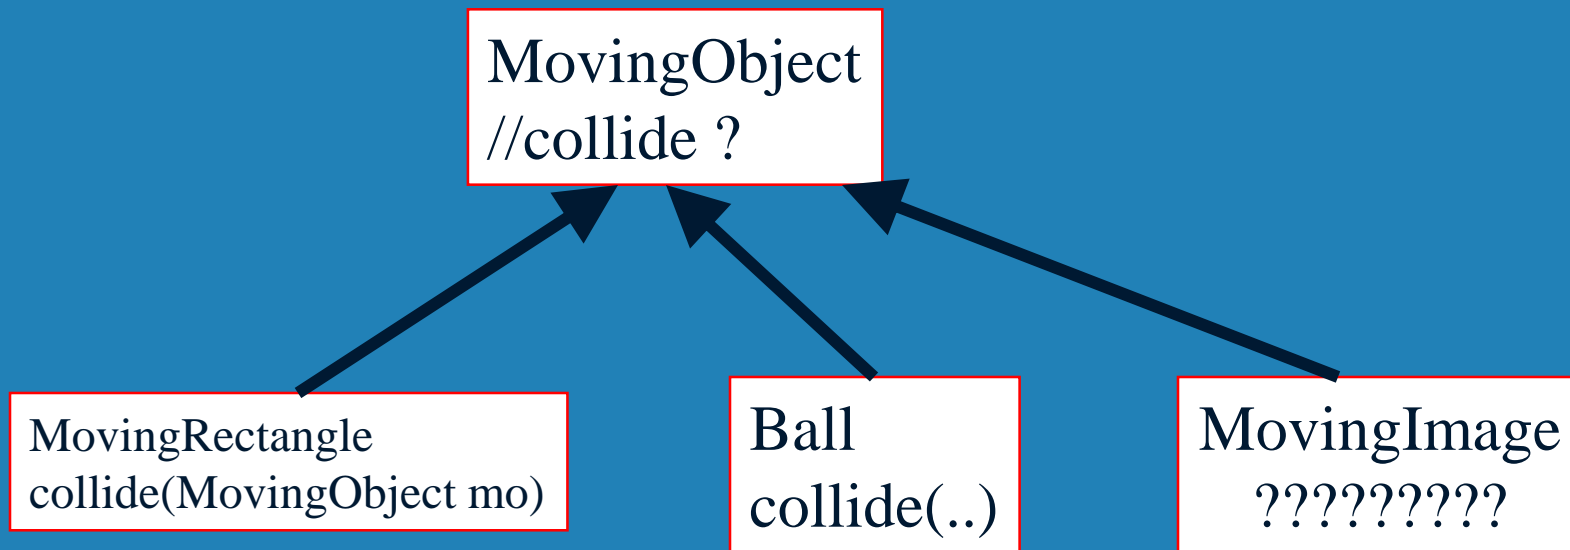 MovingObject
//collide ?
MovingRectangle
collide(MovingObject mo)
Ball
collide(..)
MovingImage
?????????